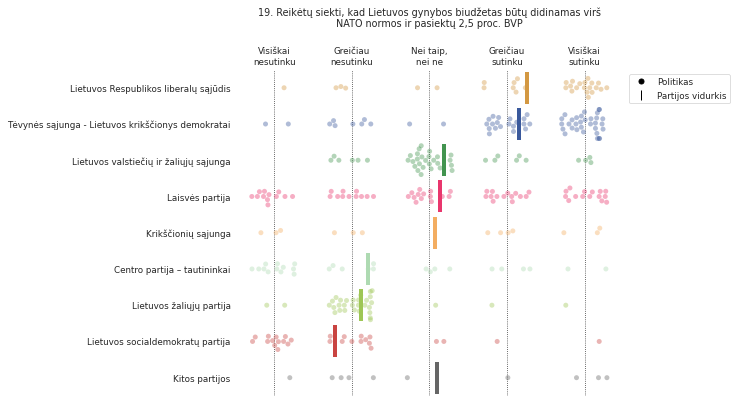 19. Reikėtų siekti, kad Lietuvos gynybos biudžetas būtų didinamas virš
NATO normos ir pasiektų 2,5 proc. BVP
Visiškai
nesutinku
Greičiau
nesutinku
Nei taip,
nei ne
Greičiau
sutinku
Visiškai
sutinku
Politikas
Partijos vidurkis
Lietuvos Respublikos liberalų sąjūdis
Tėvynės sąjunga - Lietuvos krikščionys demokratai
Lietuvos valstiečių ir žaliųjų sąjunga
Laisvės partija
Krikščionių sąjunga
Centro partija – tautininkai
Lietuvos žaliųjų partija
Lietuvos socialdemokratų partija
Kitos partijos